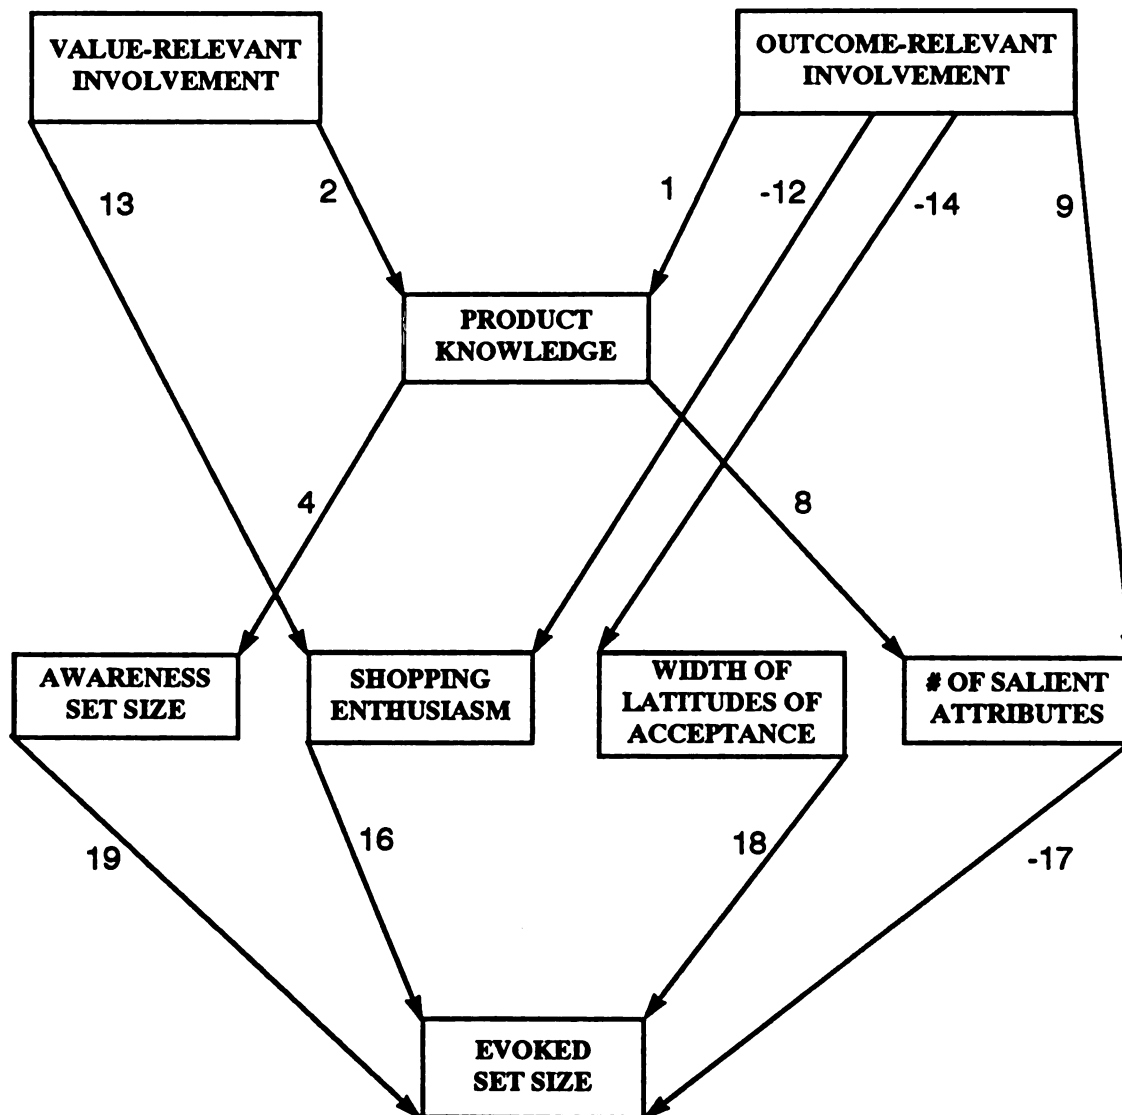 VALUE-RELEVANT
INVOLVEMENT
OUTCOME-RELEVANT
INVOLVEMENT
13
2
1
-12
-14
9
PRODUCT
KNOWLEDGE
4
8
AWARENESS
SET SIZE
SHOPPING
ENTHUSIASM
WIDTH OF
LATITUDES OF
ACCEPTANCE
# OF SALIENT
ATTRIBUTES
19
16
18
-17
EVOKED
SET SIZE